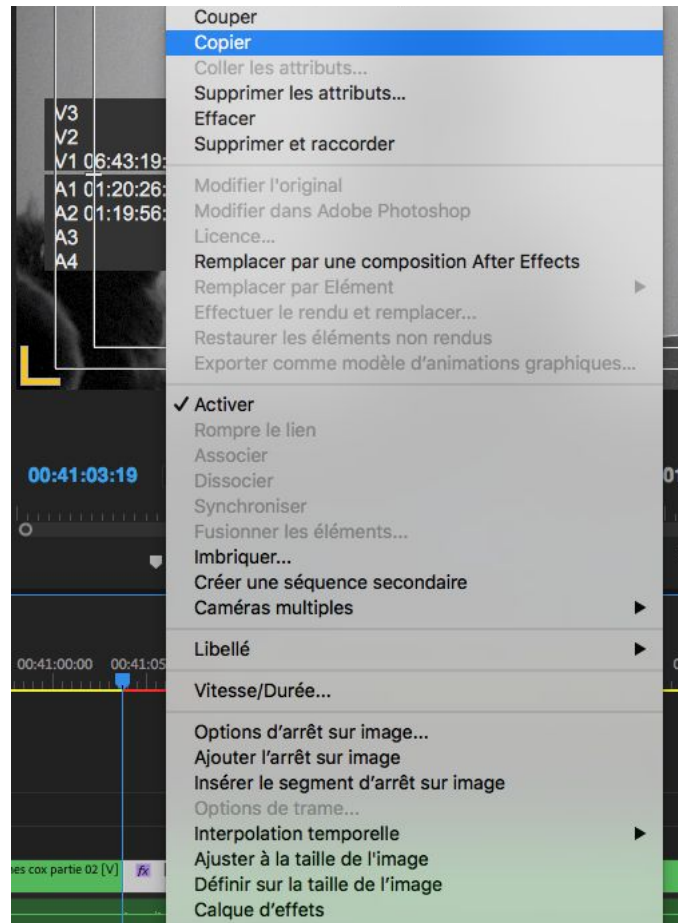 Couper
Copier
Coller les attributs...
Supprimer les attributs...
Effacer
Supprimer et raccorder
V3
V2
V1 06:43:19:
A1 01:20:26:
A2 01:19:56:
A3
A4
Modifier l'original
Modifier dans Adobe Photoshop
Licence...
Remplacer par une composition After Effects
Remplacer par Elément
Effectuer le rendu et remplacer...
Restaurer les éléments non rendus
Exporter comme modèle d'animations graphiques...
✓ Activer
Rompre le lien
Associer
Dissocier
Synchroniser
Fusionner les éléments...
Imbriquer...
Créer une séquence secondaire
Caméras multiples
00:41:03:19
Libellé
00:41:00:00 00:41:05
Vitesse/Durée...
Options d'arrêt sur image...
Ajouter l'arrêt sur image
Insérer le segment d'arrêt sur image
Options de trame...
Interpolation temporelle
Ajuster à la taille de l'image
Définir sur la taille de l'image
Calque d'effets
es cox partie 02 [V] fx